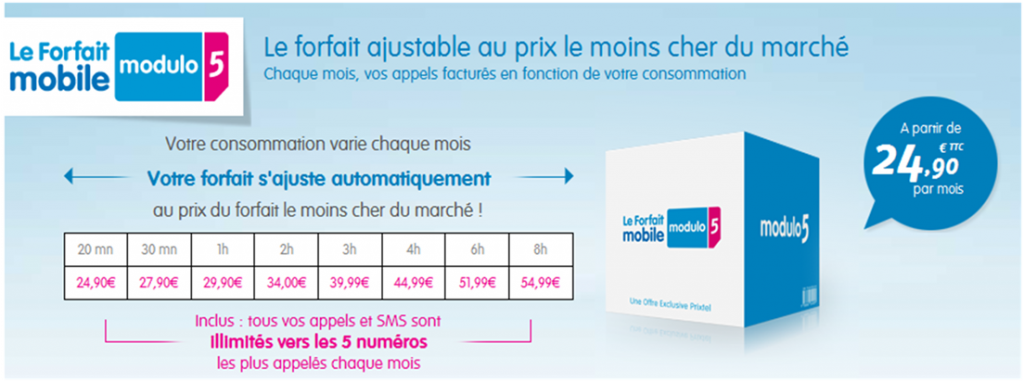 Le Forfait
mobile
modulo 5
Le forfait ajustable au prix le moins cher du marché
Chaque mois, vos appels facturés en fonction de votre consommation
Votre consommation varie chaque mois
Votre forfait s'ajuste automatiquement
au prix du forfait le moins cher du marché !
20 mn 30 mn 1h 2h 3h 4h 6h 8h
24,90€ 27,90€ 29,90€ 34,00€ 39,99€ 44,99€ 51,99€ 54,99€
Inclus : tous vos appels et SMS sont
illimités vers les 5 numéros
les plus appelés chaque mois
Le Forfait
mobile
modulo 5
Une Offre Exclusive Prixtel
modulo5
A partir de
24,90 € TTC
par mois